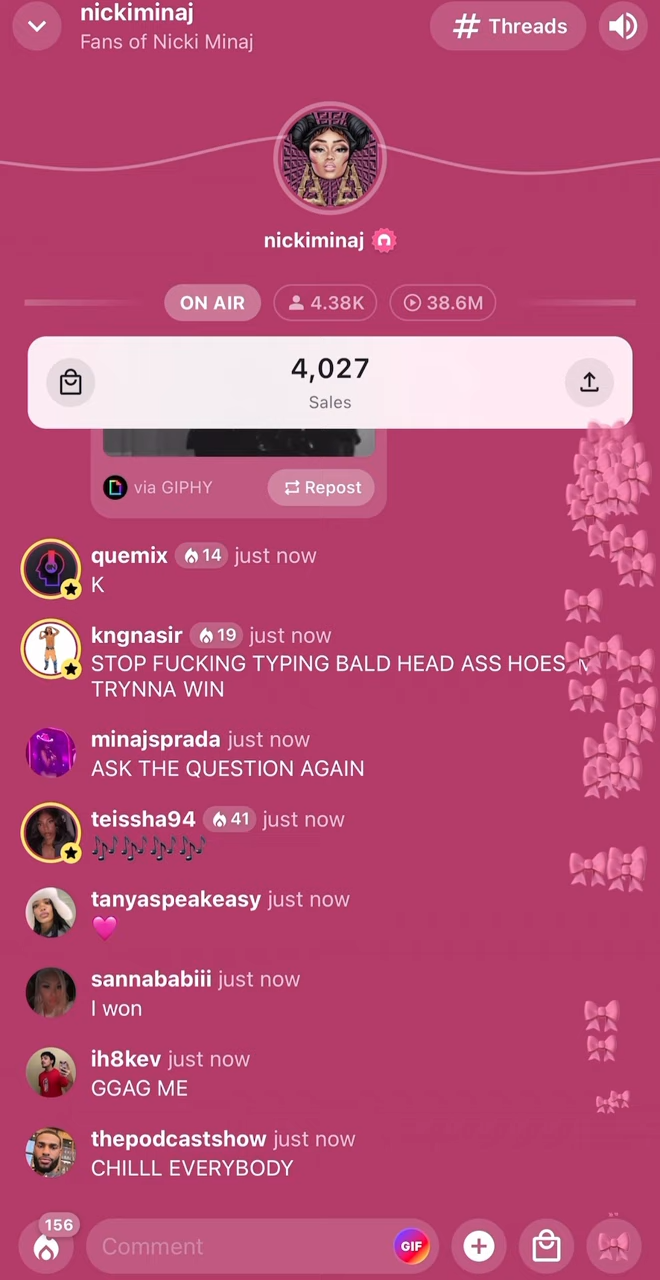 nickiminaj
Fans of Nicki Minaj
Threads
nickiminaj
ON AIR
4.38K
38.6M
4,027
Sales
via GIPHY
Repost
quemix 14 just now
K
kngnasir 19 just now
STOP FUCKING TYPING BALD HEAD ASS HOES
TRYNNA WIN
minajsprada just now
ASK THE QUESTION AGAIN
teissha94 41 just now
🎶🎶🎶🎶
tanyaspeakeasy just now
🩷
sannababiii just now
I won
ih8kev just now
GGAG ME
thepodcastshow just now
CHILLL EVERYBODY
156
Comment
GIF